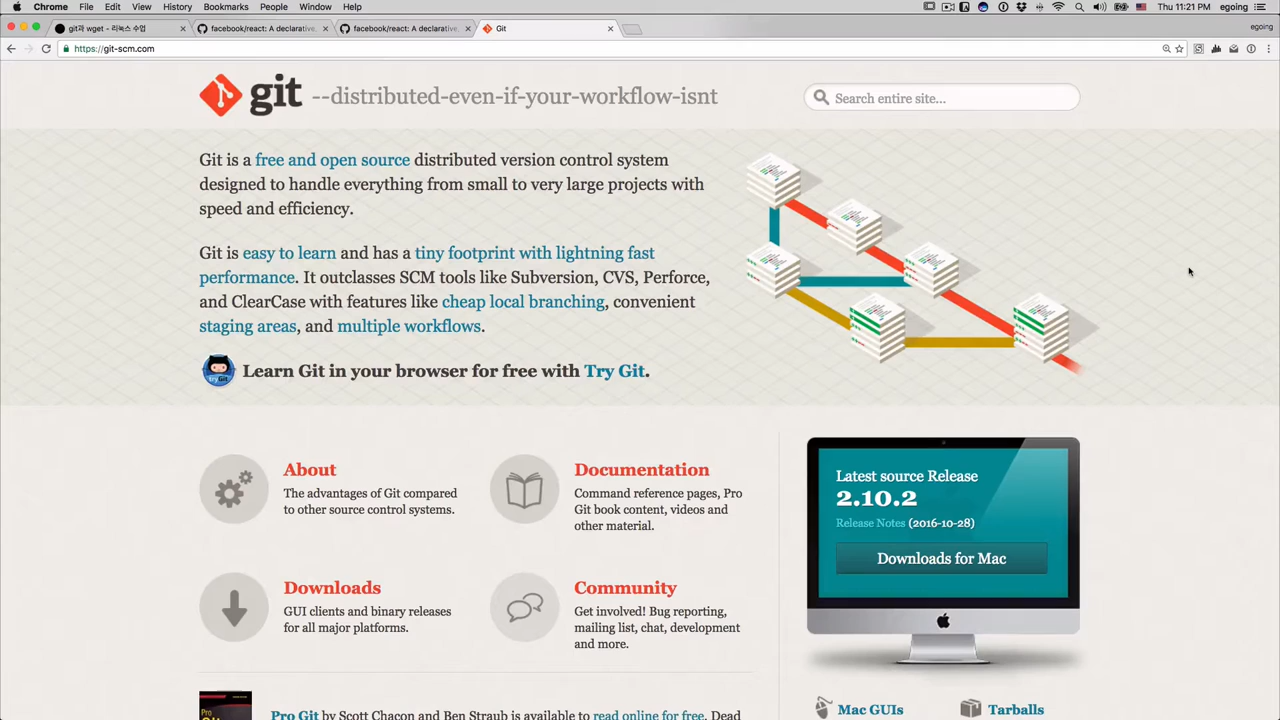 Chrome File Edit View History Bookmarks People Window Help Thu 11:21 PM egoing
git과 wget - 리눅스 수업 facebook/react: A declarative, facebook/react: A declarative, Git egoing
https://git-scm.com
git --distributed-even-if-your-workflow-isnt
Search entire site...
Git is a free and open source distributed version control system
designed to handle everything from small to very large projects with
speed and efficiency.
Git is easy to learn and has a tiny footprint with lightning fast
performance. It outclasses SCM tools like Subversion, CVS, Perforce,
and ClearCase with features like cheap local branching, convenient
staging areas, and multiple workflows.
Learn Git in your browser for free with Try Git.
About
The advantages of Git compared
to other source control systems.
Documentation
Command reference pages, Pro
Git book content, videos and
other material.
Downloads
GUI clients and binary releases
for all major platforms.
Community
Get involved! Bug reporting,
mailing list, chat, development
and more.
Latest source Release
2.10.2
Release Notes (2016-10-28)
Downloads for Mac
Pro Git by Scott Chacon and Ben Straub is available to read online for free. Dead
Mac GUIs Tarballs